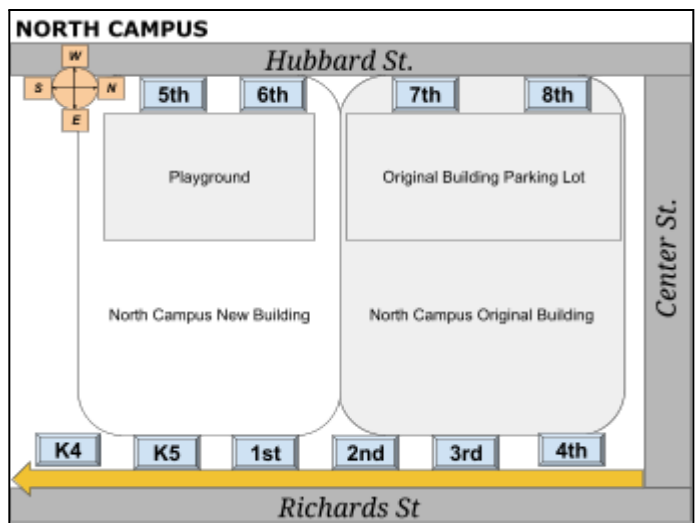 NORTH CAMPUS
Hubbard St.
W
S
N
E
5th
6th
7th
8th
Playground
Original Building Parking Lot
Center St.
North Campus New Building
North Campus Original Building
K4
K5
1st
2nd
3rd
4th
Richards St